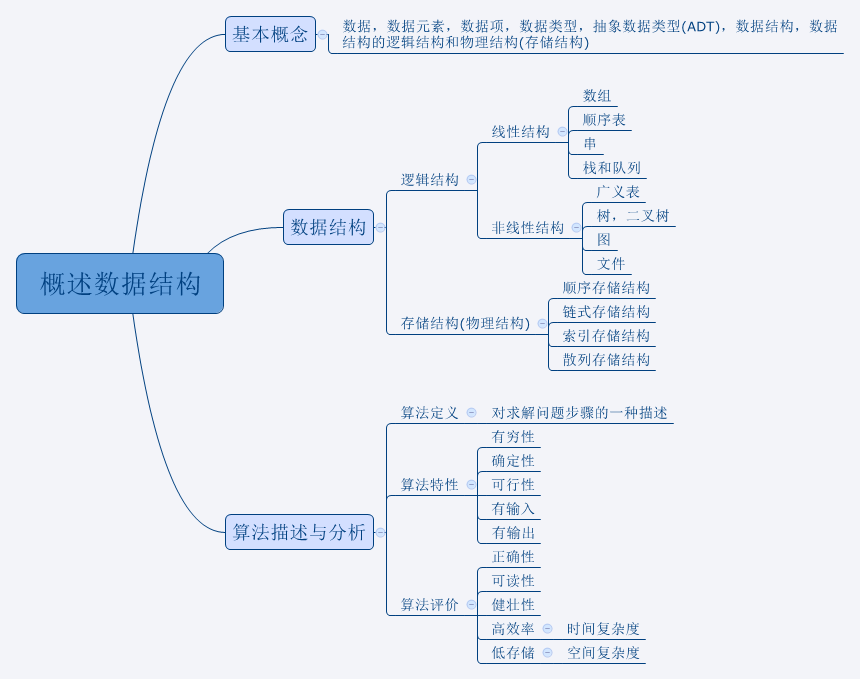 基本概念
数据，数据元素，数据项，数据类型，抽象数据类型(ADT)，数据结构，数据
结构的逻辑结构和物理结构(存储结构)
概述数据结构
数据结构
逻辑结构
线性结构
数组
顺序表
串
栈和队列
非线性结构
广义表
树，二叉树
图
文件
存储结构(物理结构)
顺序存储结构
链式存储结构
索引存储结构
散列存储结构
算法描述与分析
算法定义
对求解问题步骤的一种描述
算法特性
有穷性
确定性
可行性
有输入
有输出
算法评价
正确性
可读性
健壮性
高效率
时间复杂度
低存储
空间复杂度